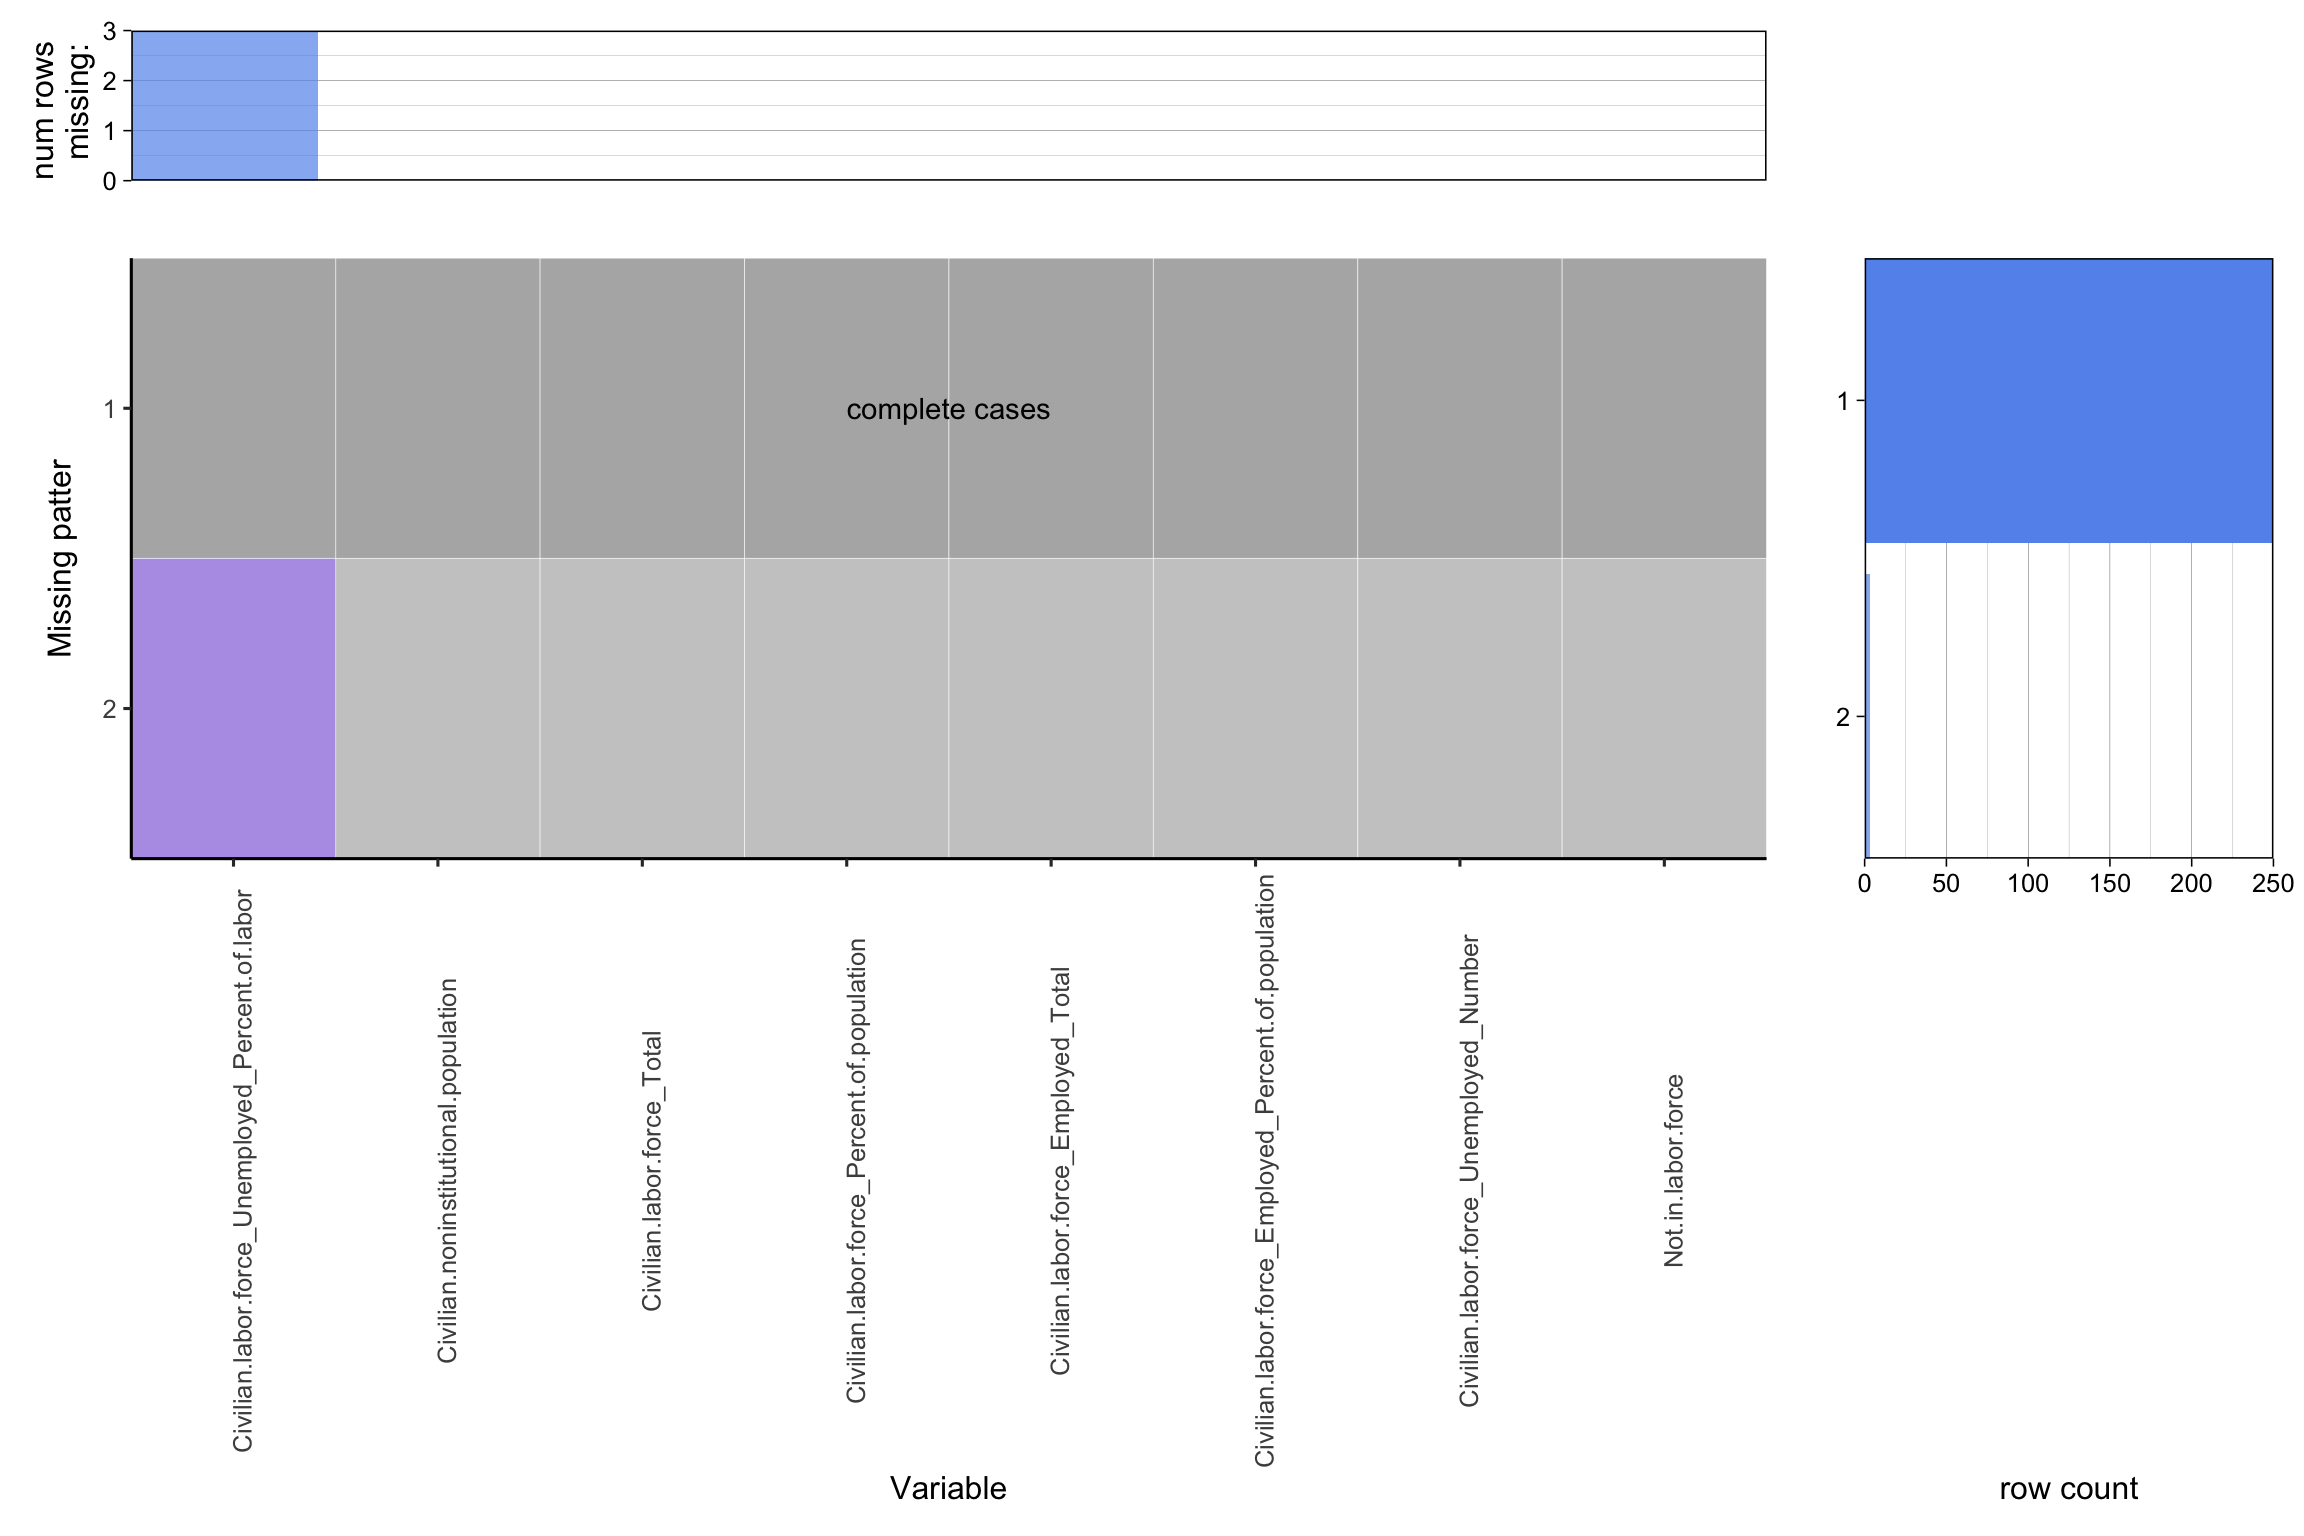 num rows
missing:
3
2
1
0
Missing patter
1
2
complete cases
1
2
0 50 100 150 200 250
Civilian.labor.force_Unemployed_Percent.of.labor
Civilian.noninstitutional.population
Civilian.labor.force_Total
Civilian.labor.force_Percent.of.population
Civilian.labor.force_Employed_Total
Civilian.labor.force_Employed_Percent.of.population
Civilian.labor.force_Unemployed_Number
Not.in.labor.force
Variable
row count